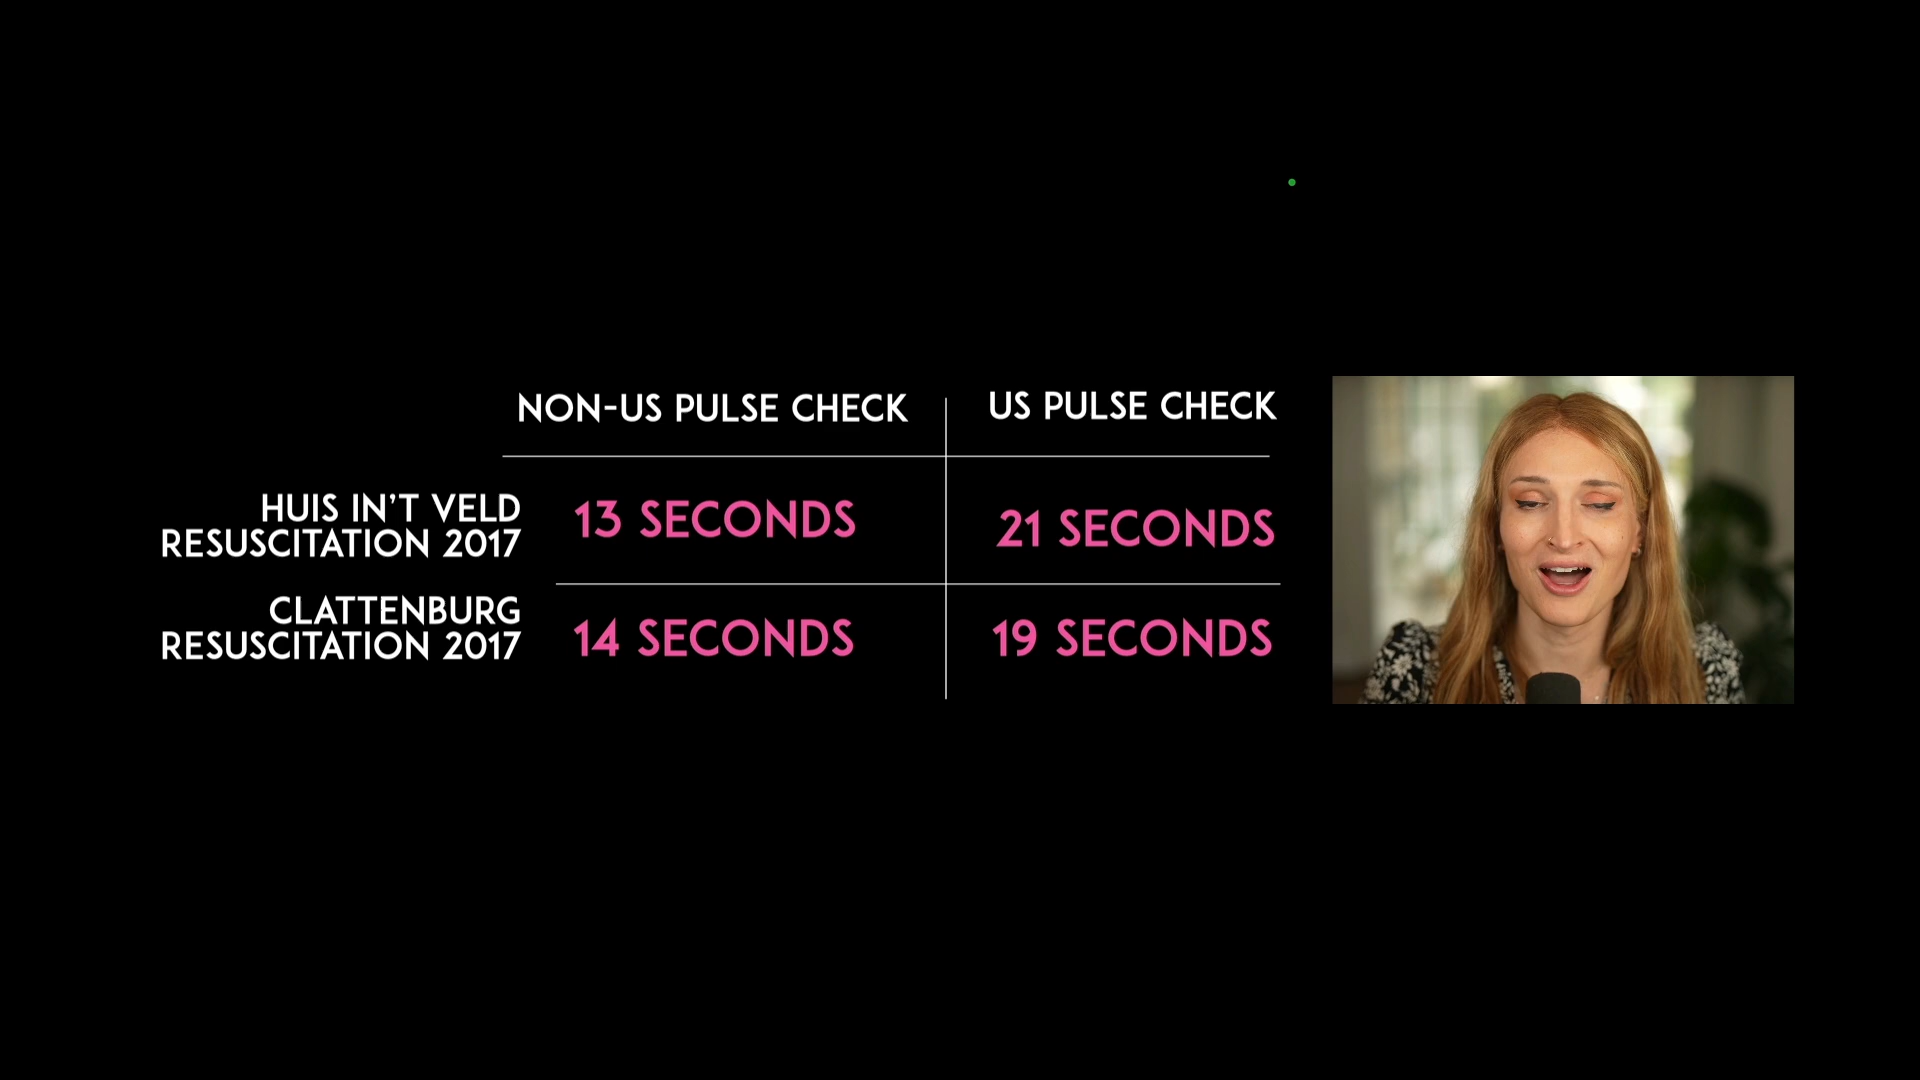 NON-US PULSE CHECK
US PULSE CHECK
HUIS IN'T VELD
RESUSCITATION 2017
13 SECONDS
21 SECONDS
CLATTENBURG
RESUSCITATION 2017
14 SECONDS
19 SECONDS